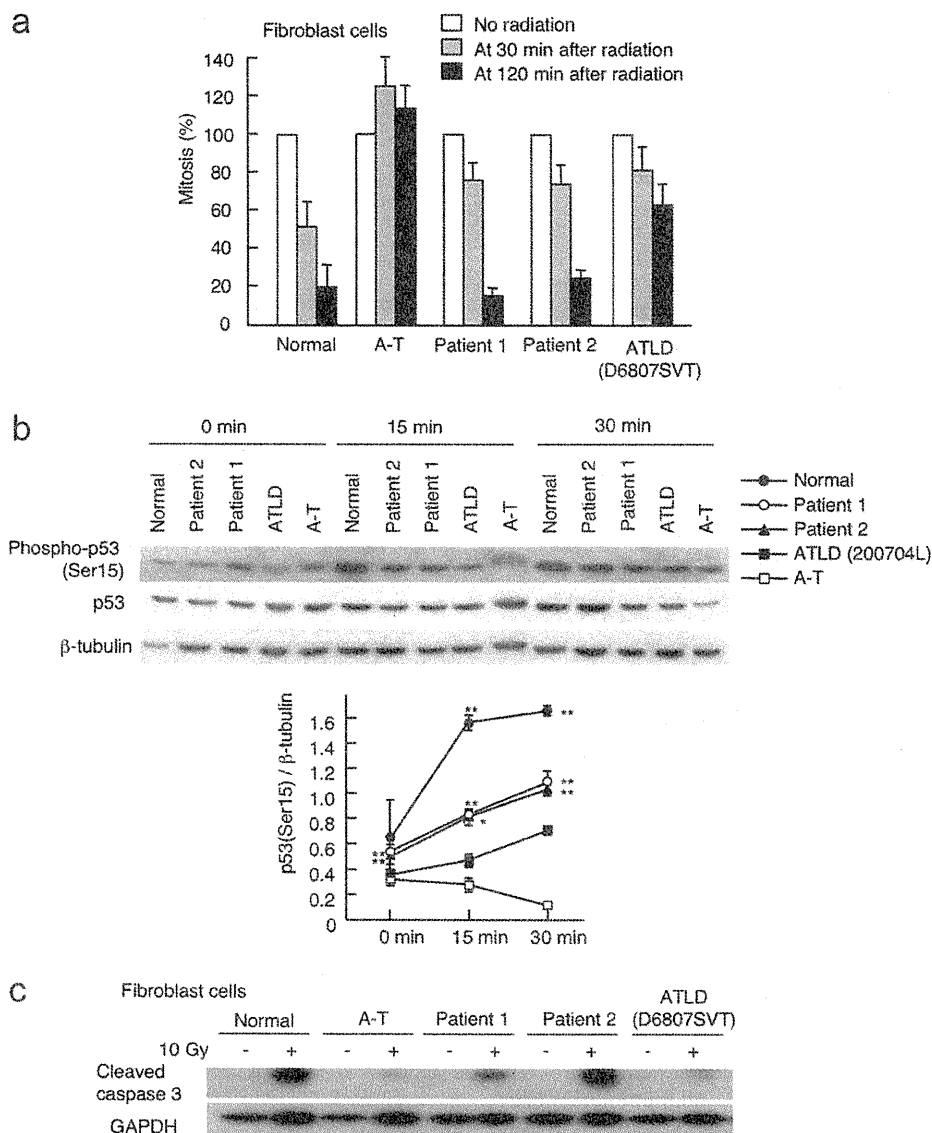 a
Fibroblast cells
No radiation
At 30 min after radiation
At 120 min after radiation
Mitosis (%)
140
120
100
80
60
40
20
0
Normal A-T Patient 1 Patient 2 ATLD
(D6807SVT)
b
0 min 15 min 30 min
Normal Patient 2 Patient 1 ATLD A-T Normal Patient 2 Patient 1 ATLD A-T Normal Patient 2 Patient 1 ATLD A-T
Normal
Patient 1
Patient 2
ATLD (200704L)
A-T
Phospho-p53
(Ser15)
p53
β-tubulin
p53(Ser15) / β-tubulin
1.6
1.4
1.2
1.0
0.8
0.6
0.4
0.2
0
** **
** **
* **
**
**
0 min 15 min 30 min
c
Fibroblast cells
Normal A-T Patient 1 Patient 2 ATLD
(D6807SVT)
10 Gy - + - + - + - + - +
Cleaved
caspase 3
GAPDH